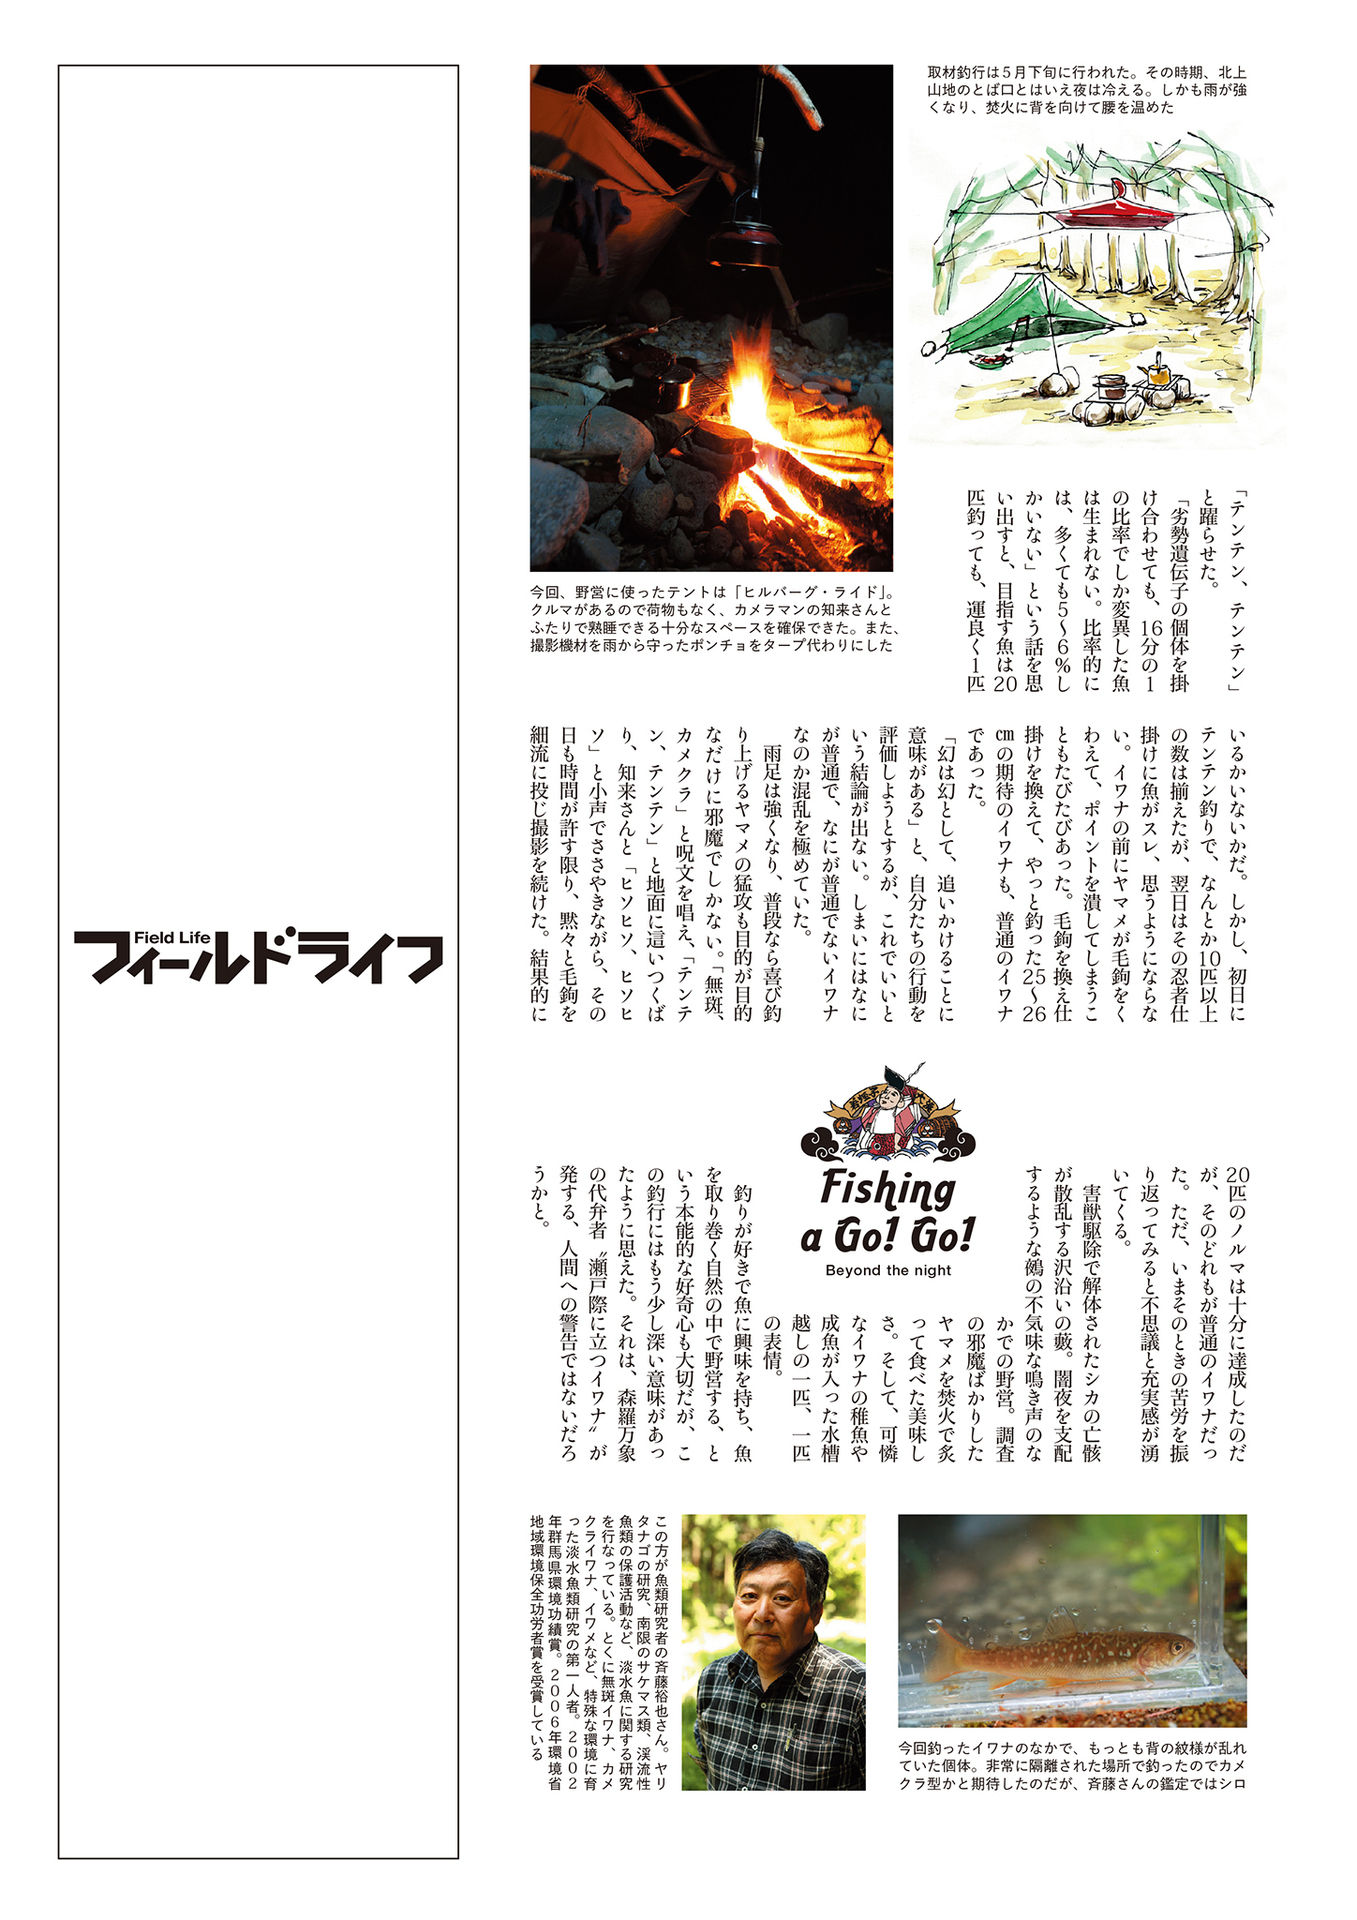 取材釣行は５月下旬に行われた。その時期、北上
山地のとば口とはいえ夜は冷える。しかも雨が強
くなり、焚火に背を向けて腰を温めた
今回、野営に使ったテントは「ヒルバーグ・ライド」。
クルマがあるので荷物もなく、カメラマンの知来さんと
ふたりで熟睡できる十分なスペースを確保できた。また、
撮影機材を雨から守ったポンチョをタープ代わりにした
「テンテン、テンテン」
と躍らせた。
「劣勢遺伝子の個体を掛
け合わせても、16分の1
の比率でしか変異した魚
は生まれない。比率的に
は、多くても5〜6%し
かいない」という話を思
い出すと、目指す魚は20
匹釣っても、運良く1匹
いるかいないかだ。しかし、初日に
テンテン釣りで、なんとか10匹以上
の数は揃えたが、翌日はその忍者仕
掛けに魚がスレ、思うようにならな
い。イワナの前にヤマメが毛鉤をく
わえて、ポイントを潰してしまうこ
ともたびたびあった。毛鉤を換え仕
掛けを換えて、やっと釣った25〜26
㎝の期待のイワナも、普通のイワナ
であった。
「幻は幻として、追いかけることに
意味がある」と、自分たちの行動を
評価しようとするが、これでいいと
いう結論が出ない。しまいにはなに
が普通で、なにが普通でないイワナ
なのか混乱を極めていた。
雨足は強くなり、普段なら喜び釣
り上げるヤマメの猛攻も目的が目的
なだけに邪魔でしかない。「無斑、
カメクラ」と呪文を唱え、「テンテ
ン、テンテン」と地面に這いつくば
り、知来さんと「ヒソヒソ、ヒソヒ
ソ」と小声でささやきながら、その
日も時間が許す限り、黙々と毛鉤を
細流に投じ撮影を続けた。結果的に
20匹のノルマは十分に達成したのだ
が、そのどれもが普通のイワナだっ
た。ただ、いまそのときの苦労を振
り返ってみると不思議と充実感が湧
いてくる。
害獣駆除で解体されたシカの亡骸
が散乱する沢沿いの藪。闇夜を支配
するような鵺の不気味な鳴き声のな
かでの野営。調査
の邪魔ばかりした
ヤマメを焚火で炙
って食べた美味し
さ。そして、可憐
なイワナの稚魚や
成魚が入った水槽
越しの一匹、一匹
の表情。
釣りが好きで魚に興味を持ち、魚
を取り巻く自然の中で野営する、と
いう本能的な好奇心も大切だが、こ
の釣行にはもう少し深い意味があっ
たように思えた。それは、森羅万象
の代弁者〝瀬戸際に立つイワナ〟が
発する、人間への警告ではないだろ
うかと。
Fishing
a Go! Go!
Beyond the night
今回釣ったイワナのなかで、もっとも背の紋様が乱れ
ていた個体。非常に隔離された場所で釣ったのでカメ
クラ型かと期待したのだが、斉藤さんの鑑定ではシロ
この方が魚類研究者の斉藤裕也さん。ヤリ
タナゴの研究、南限のサケマス類、渓流性
魚類の保護活動など、淡水魚に関する研究
を行なっている。とくに無斑イワナ、カメ
クライワナ、イワメなど、特殊な環境に育
った淡水魚類研究の第一人者。２００２
年群馬県環境功績賞。２００６年環境省
地域環境保全功労者賞を受賞している
Field Life
フィールドライフ